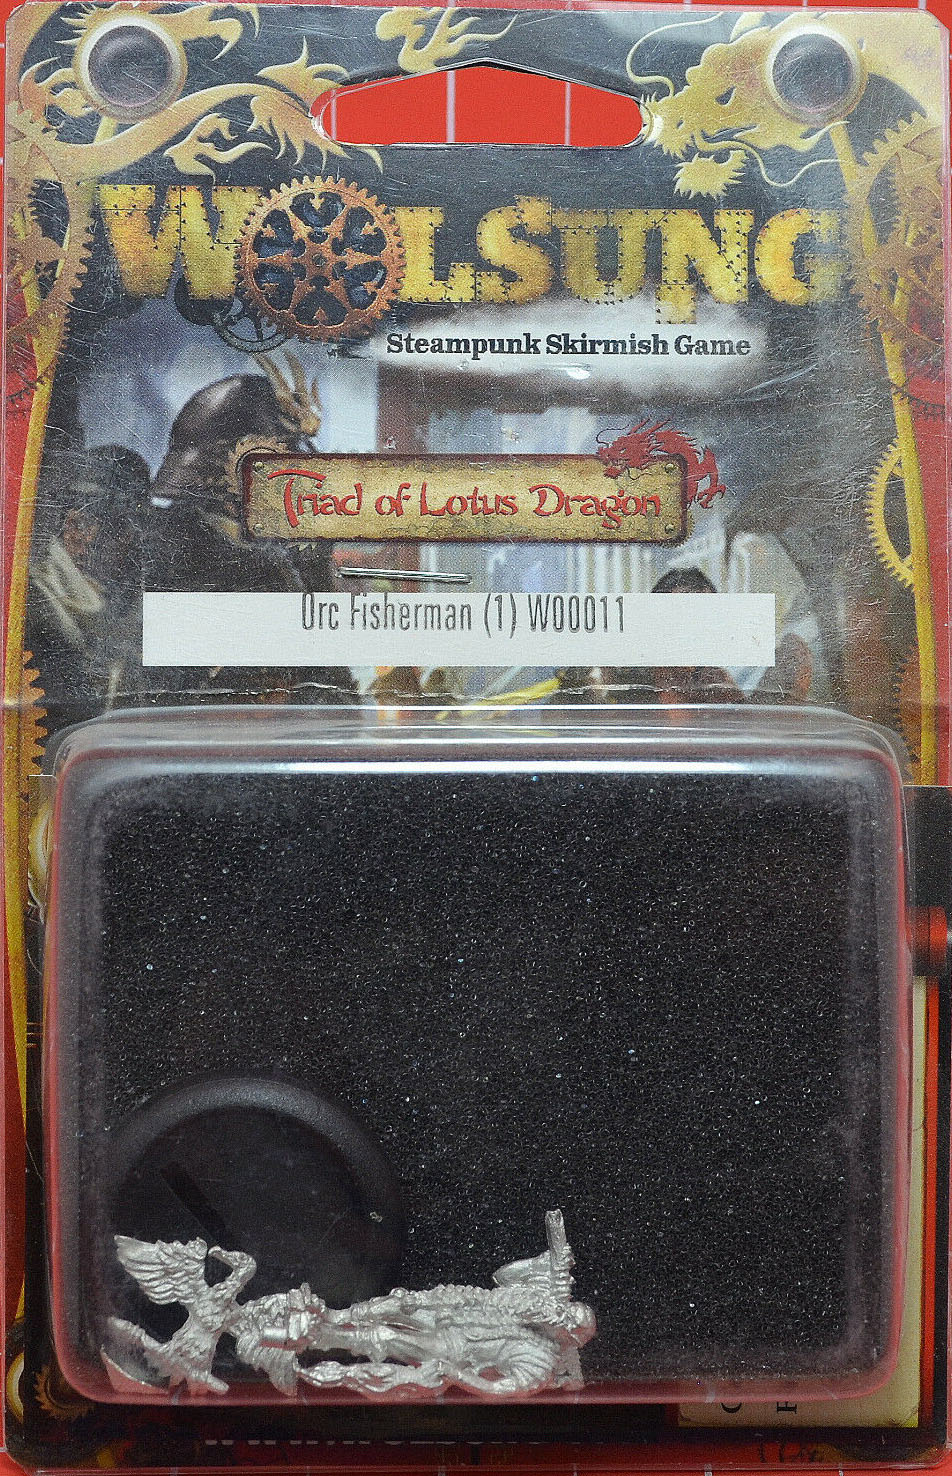 WOLSUNG
Steampunk Skirmish Game
Triad of Lotus Dragon
Orc Fisherman (1) W00011